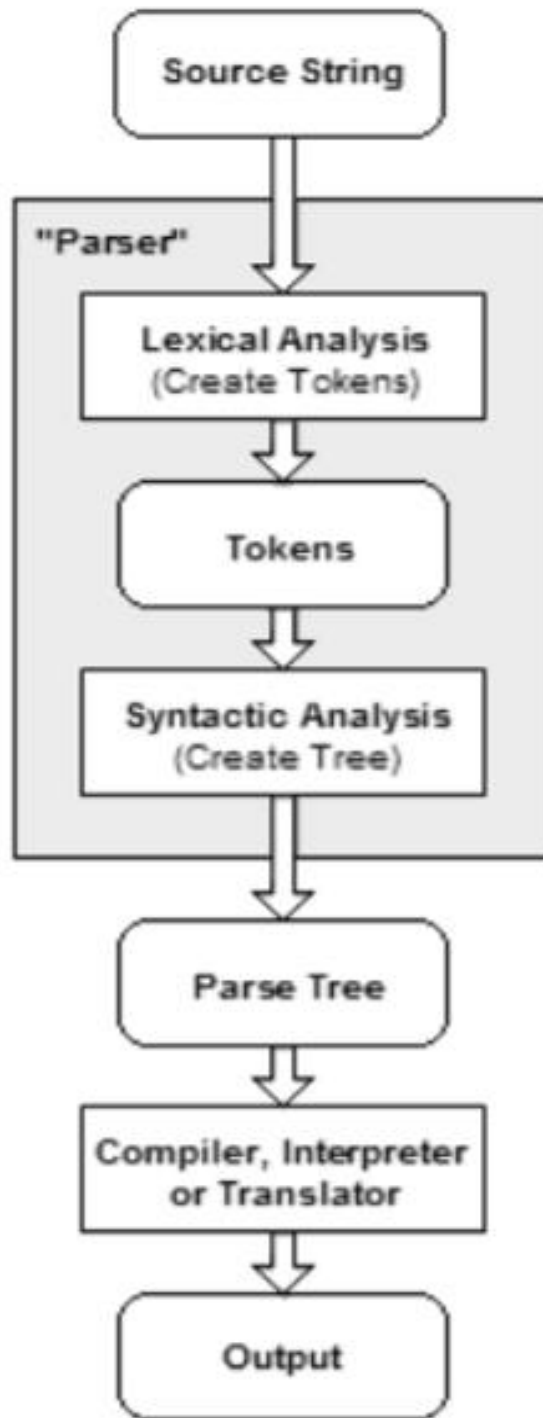 Source String
"Parser"
Lexical Analysis
(Create Tokens)
Tokens
Syntactic Analysis
(Create Tree)
Parse Tree
Compiler, Interpreter
or Translator
Output